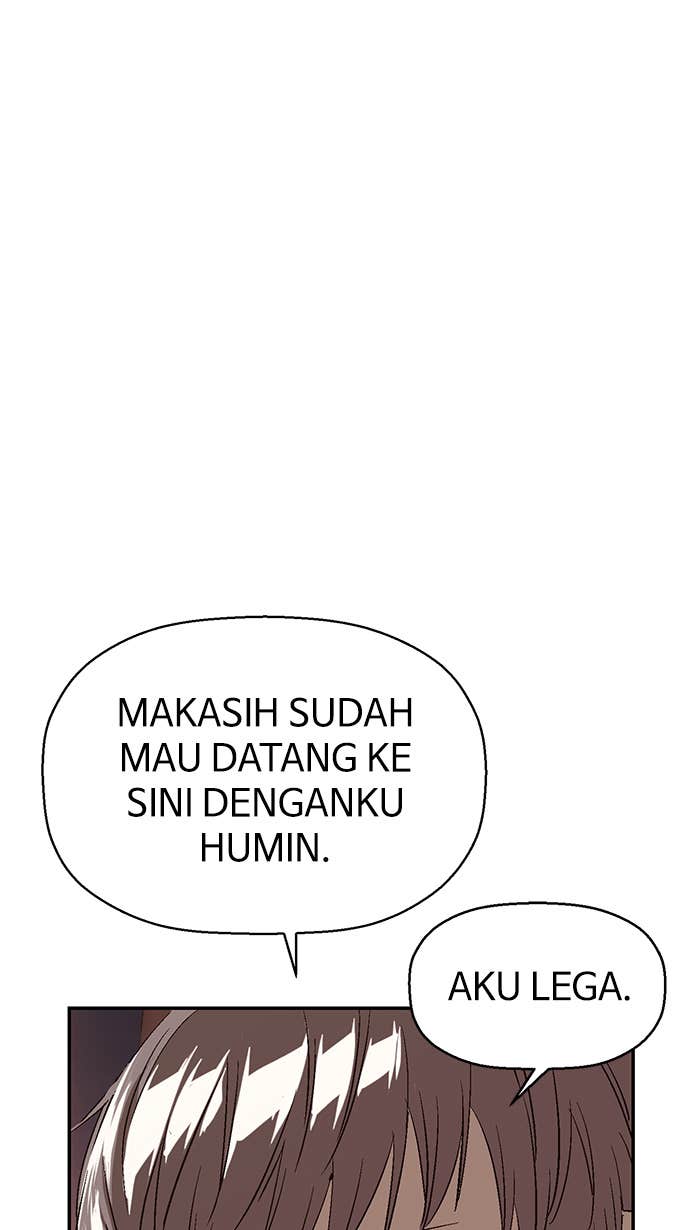 MAKASIH SUDAH
MAU DATANG KE
SINI DENGANKU
HUMIN.
AKU LEGA.